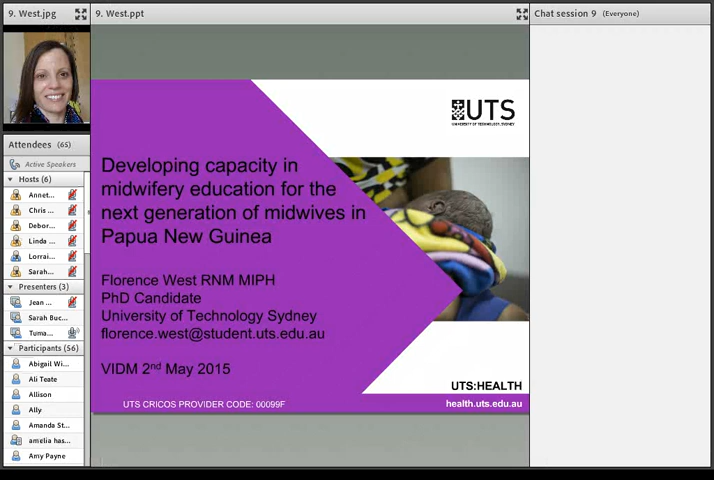 9. West.jpg
9. West.ppt
Chat session 9 (Everyone)
Attendees (65)
Active Speakers
Hosts (6)
Annet...
Chris ...
Debor...
Linda ...
Lorrai...
Sarah...
Presenters (3)
Jean ...
Sarah Buc...
Tuma...
Participants (56)
Abigail Wi...
Ali Teate
Allison
Ally
Amanda St...
amelia has...
Amy Payne
UTS
UNIVERSITY OF TECHNOLOGY, SYDNEY
Developing capacity in
midwifery education for the
next generation of midwives in
Papua New Guinea
Florence West RNM MIPH
PhD Candidate
University of Technology Sydney
florence.west@student.uts.edu.au
VIDM 2nd May 2015
UTS:HEALTH
UTS CRICOS PROVIDER CODE: 00099F
health.uts.edu.au